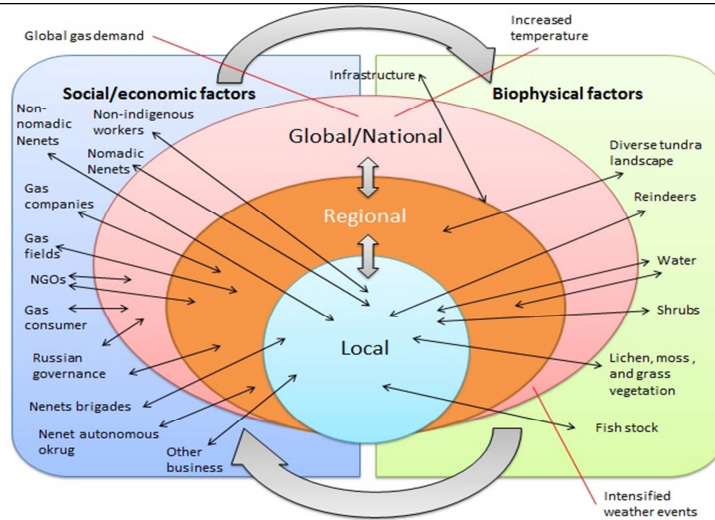 Global gas demand
Increased
temperature
Infrastructure
Social/economic factors
Biophysical factors
Non-
nomadic
Nenets
Non-indigenous
workers
Nomadic
Nenets
Global/National
Diverse tundra
landscape
Gas
companies
Reindeers
Regional
Gas
fields
NGOs
Water
Gas
consumer
Shrubs
Local
Russian
governance
Lichen, moss ,
and grass
vegetation
Nenets brigades
Nenet autonomous
okrug
Other
business
Fish stock
Intensified
weather events